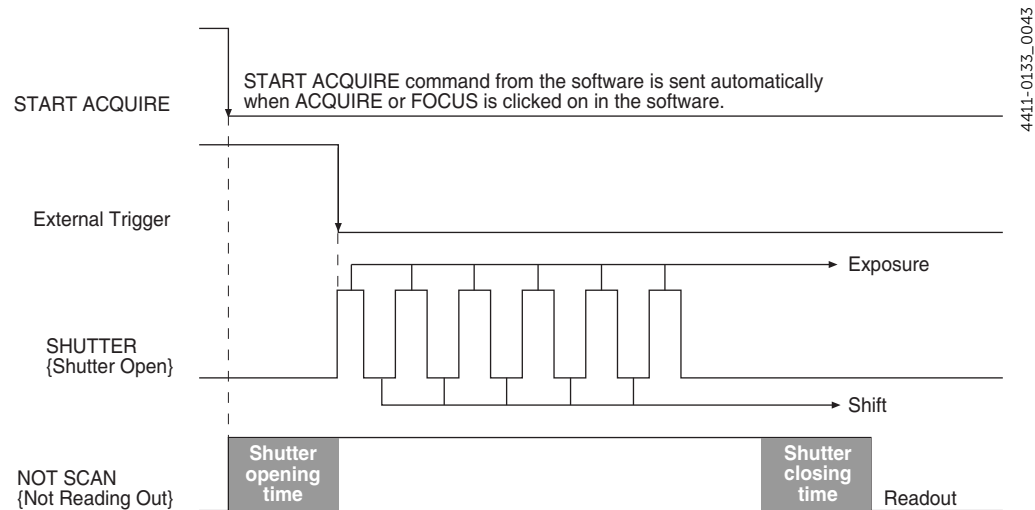 4411-0133_0043
START ACQUIRE
START ACQUIRE command from the software is sent automatically
when ACQUIRE or FOCUS is clicked on in the software.
External Trigger
Exposure
SHUTTER
{Shutter Open}
Shift
NOT SCAN
{Not Reading Out}
Shutter
opening
time
Shutter
closing
time
Readout